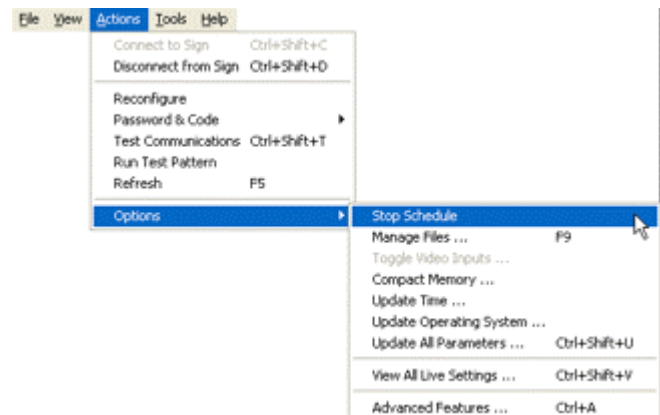 File View Actions Tools Help
Connect to Sign Ctrl+Shift+C
Disconnect from Sign Ctrl+Shift+D
Reconfigure
Password & Code
Test Communications Ctrl+Shift+T
Run Test Pattern
Refresh F5
Options
Stop Schedule
Manage Files ... F9
Toggle Video Inputs ...
Compact Memory ...
Update Time ...
Update Operating System ...
Update All Parameters ... Ctrl+Shift+U
View All Live Settings ... Ctrl+Shift+V
Advanced Features ... Ctrl+A